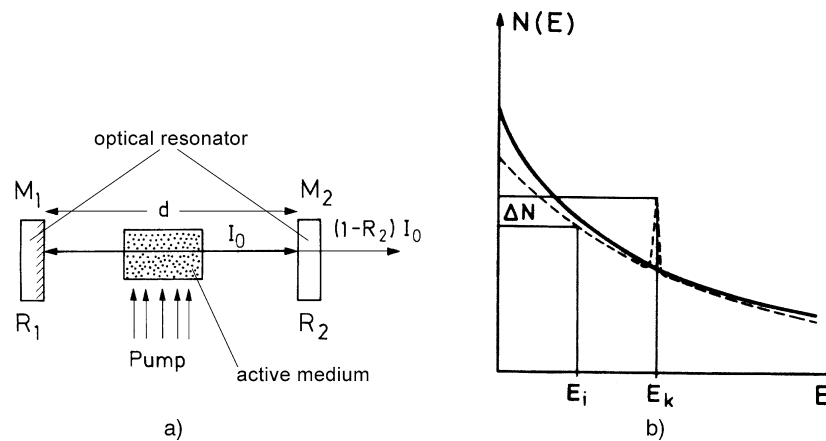 optical resonator
M₁
M₂
d
I₀
(1-R₂) I₀
R₁
R₂
Pump
active medium
a)
N(E)
ΔN
Eᵢ
Eₖ
E
b)